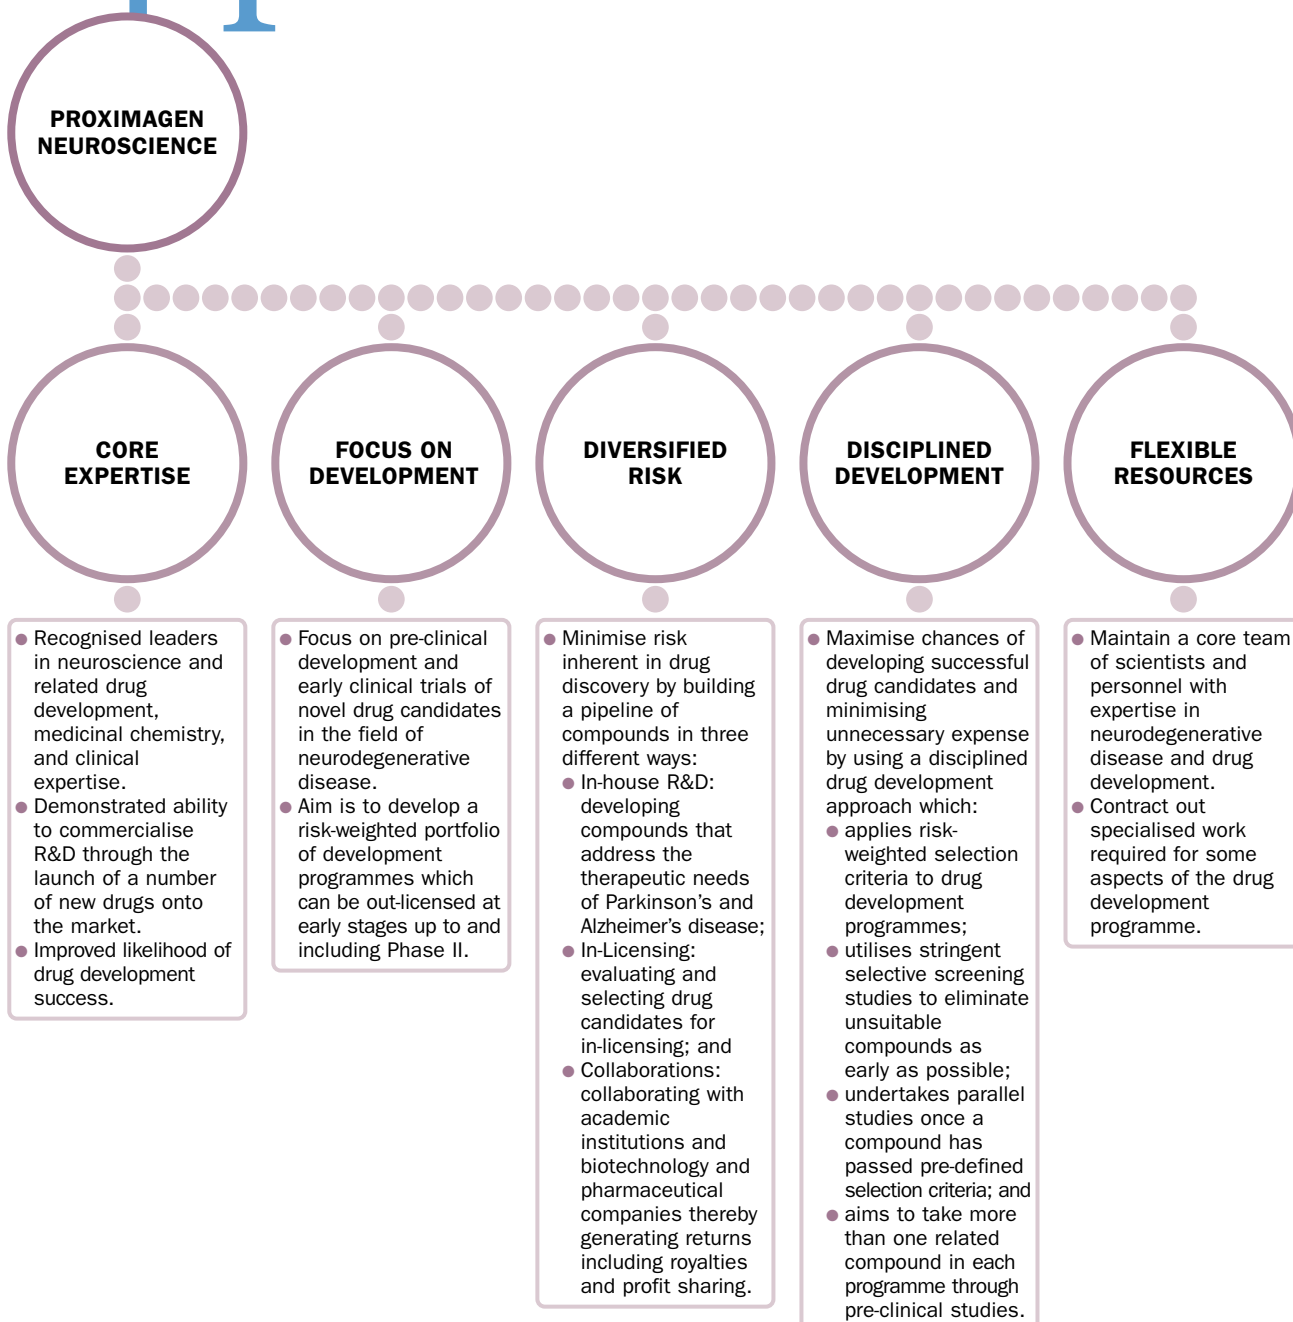 PROXIMAGEN
NEUROSCIENCE
CORE
EXPERTISE
FOCUS ON
DEVELOPMENT
DIVERSIFIED
RISK
DISCIPLINED
DEVELOPMENT
FLEXIBLE
RESOURCES
Recognised leaders
in neuroscience and
related drug
development,
medicinal chemistry,
and clinical
expertise.
Demonstrated ability
to commercialise
R&D through the
launch of a number
of new drugs onto
the market.
Improved likelihood of
drug development
success.
Focus on pre-clinical
development and
early clinical trials of
novel drug candidates
in the field of
neurodegenerative
disease.
Aim is to develop a
risk-weighted portfolio
of development
programmes which
can be out-licensed at
early stages up to and
including Phase II.
Minimise risk
inherent in drug
discovery by building
a pipeline of
compounds in three
different ways:
In-house R&D:
developing
compounds that
address the
therapeutic needs
of Parkinson's and
Alzheimer's disease;
In-Licensing:
evaluating and
selecting drug
candidates for
in-licensing; and
Collaborations:
collaborating with
academic
institutions and
biotechnology and
pharmaceutical
companies thereby
generating returns
including royalties
and profit sharing.
Maximise chances of
developing successful
drug candidates and
minimising
unnecessary expense
by using a disciplined
drug development
approach which:
applies risk-
weighted selection
criteria to drug
development
programmes;
utilises stringent
selective screening
studies to eliminate
unsuitable
compounds as
early as possible;
undertakes parallel
studies once a
compound has
passed pre-defined
selection criteria; and
aims to take more
than one related
compound in each
programme through
pre-clinical studies.
Maintain a core team
of scientists and
personnel with
expertise in
neurodegenerative
disease and drug
development.
Contract out
specialised work
required for some
aspects of the drug
development
programme.